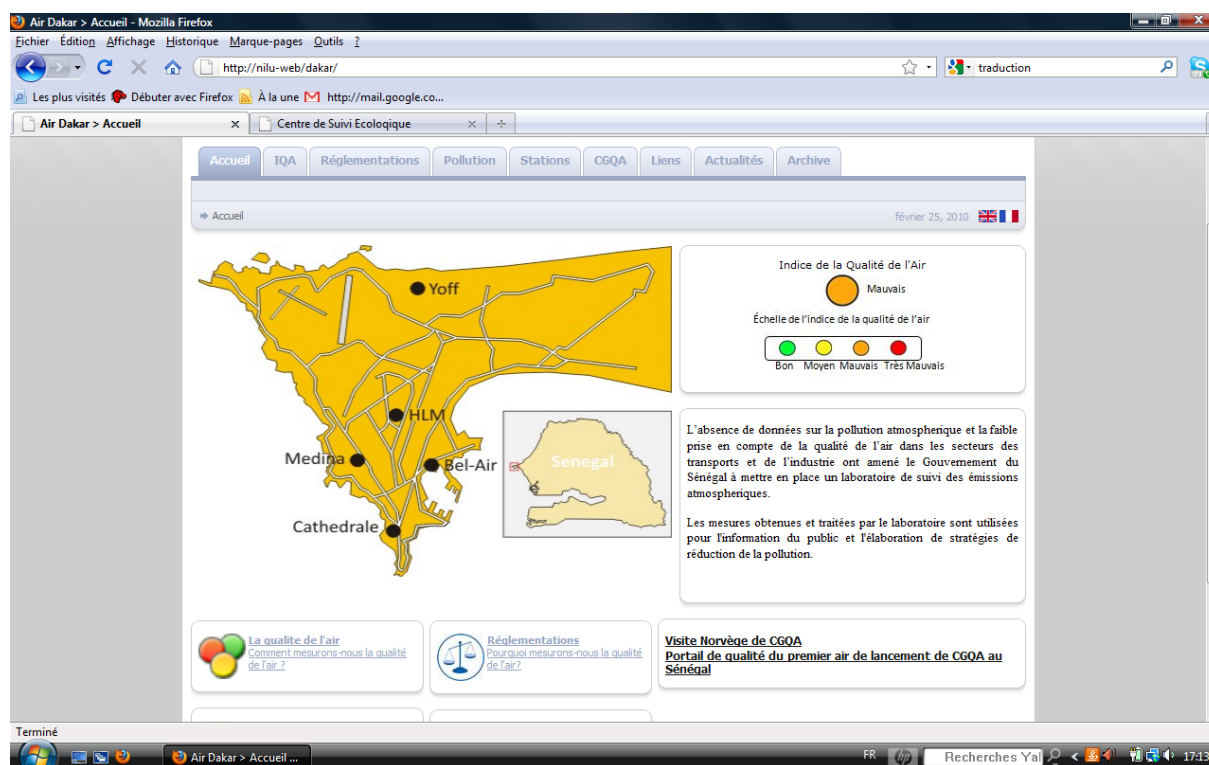 Air Dakar > Accueil - Mozilla Firefox
Fichier Édition Affichage Historique Marque-pages Outils ?
http://nilu-web/dakar/
traduction
Les plus visités Débuter avec Firefox À la une http://mail.google.co...
Air Dakar > Accueil
Centre de Suivi Ecologique
Accueil IQA Réglementations Pollution Stations CGQA Liens Actualités Archive
Accueil
février 25, 2010
Yoff
HLM
Medina
Bel-Air
Cathedrale
Senegal
Indice de la Qualité de l'Air
Mauvais
Échelle de l'indice de la qualité de l'air
Bon Moyen Mauvais Très Mauvais
L'absence de données sur la pollution atmospherique et la faible
prise en compte de la qualité de l'air dans les secteurs des
transports et de l'industrie ont amené le Gouvernement du
Sénégal à mettre en place un laboratoire de suivi des émissions
atmospheriques.
Les mesures obtenues et traitées par le laboratoire sont utilisées
pour l'information du public et l'élaboration de stratégies de
réduction de la pollution.
La qualite de l'air
Comment mesurons-nous la qualité
de l'air ?
Réglementations
Pourquoi mesurons-nous la qualité
de l'air?
Visite Norvège de CGQA
Portail de qualité du premier air de lancement de CGQA au
Sénégal
Terminé
Air Dakar > Accueil ...
FR
hp
Recherches Yal
17:13